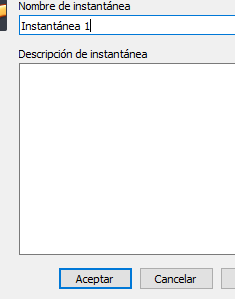 Nombre de instantánea
Instantánea 1
Descripción de instantánea
Aceptar
Cancelar